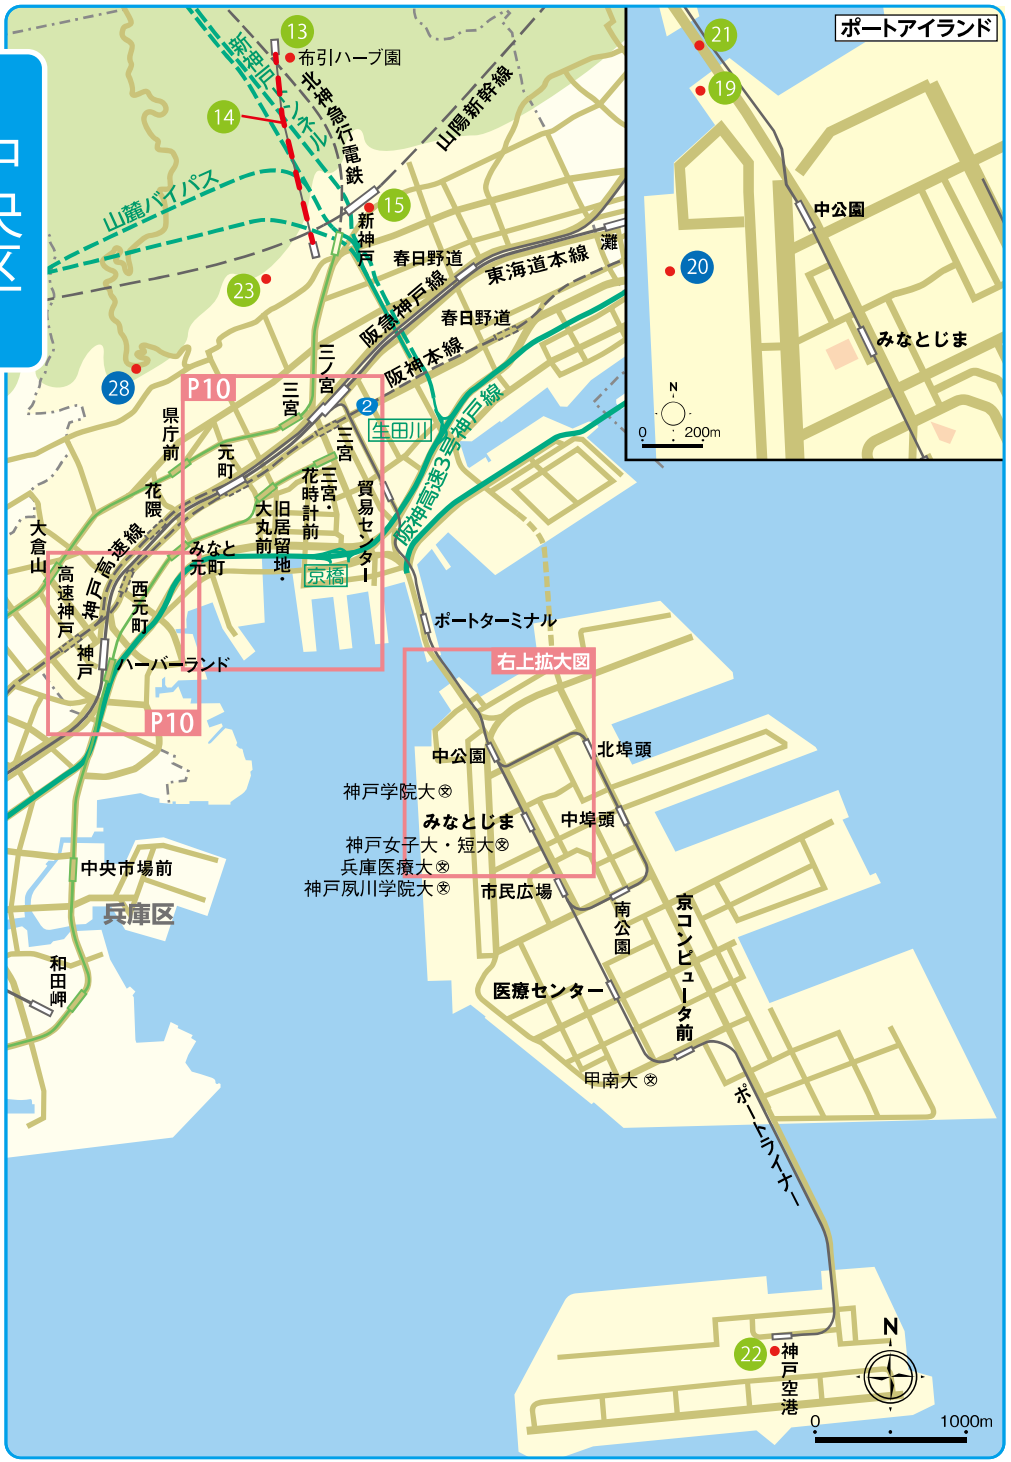 中央区
13
布引ハーブ園
新神戸トンネル
北神急行電鉄
山陽新幹線
14
山麓バイパス
15
新神戸
23
春日野道
阪急神戸線
東海道本線
灘
春日野道
阪神本線
28
P10
三ノ宮
三宮
2
生田川
県庁前
元町
三宮
三宮・
花時計前
貿易センター
阪神高速3号神戸線
花隈
旧居留地・
大丸前
大倉山
神戸高速線
みなと
元町
京橋
高速神戸
西元町
神戸
ハーバーランド
P10
ポートターミナル
右上拡大図
中公園
北埠頭
神戸学院大
みなとじま
中埠頭
神戸女子大・短大
兵庫医療大
神戸夙川学院大
市民広場
南公園
京コンピュータ前
中央市場前
兵庫区
和田岬
医療センター
甲南大
ポートライナー
22
神戸空港
N
0
1000m
ポートアイランド
21
19
中公園
20
みなとじま
N
0
200m